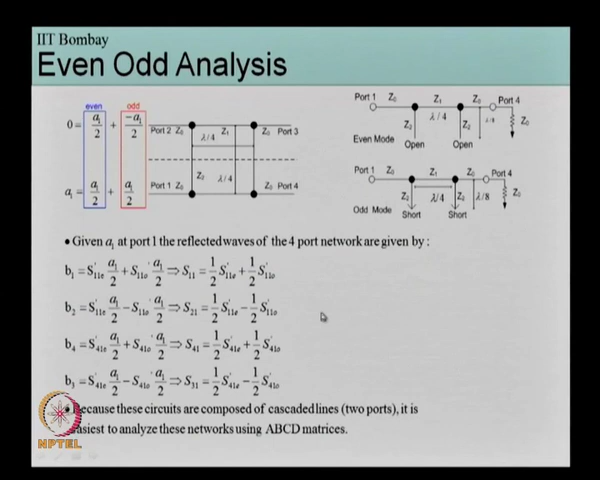 IIT Bombay
Even Odd Analysis
even odd
0 = a₁/2 + -a₁/2
a₁ = a₁/2 + a₁/2
Port 2 Z₀ λ/4 Z₁ Z₀ Port 3
Z₂ λ/4
Port 1 Z₀ Z₀ Port 4
Port 1 Z₀ Z₁ Z₀ Port 4
λ/4
Z₂ Z₂ λ/8 Z₀
Even Mode Open Open
Port 1 Z₀ Z₁ Z₀ Port 4
Z₂ λ/4 Z₂ λ/8 Z₀
Odd Mode Short Short
• Given a₁ at port 1 the reflected waves of the 4 port network are given by :
b₁ = S'₁₁ₑ a₁/2 + S'₁₁ₒ a₁/2 ⇒ S₁₁ = 1/2 S'₁₁ₑ + 1/2 S'₁₁ₒ
b₂ = S'₁₁ₑ a₁/2 − S'₁₁ₒ a₁/2 ⇒ S₂₁ = 1/2 S'₁₁ₑ − 1/2 S'₁₁ₒ
b₄ = S'₄₁ₑ a₁/2 + S'₄₁ₒ a₁/2 ⇒ S₄₁ = 1/2 S'₄₁ₑ + 1/2 S'₄₁ₒ
b₃ = S'₄₁ₑ a₁/2 − S'₄₁ₒ a₁/2 ⇒ S₃₁ = 1/2 S'₄₁ₑ − 1/2 S'₄₁ₒ
• Because these circuits are composed of cascaded lines (two ports), it is
easiest to analyze these networks using ABCD matrices.
NPTEL